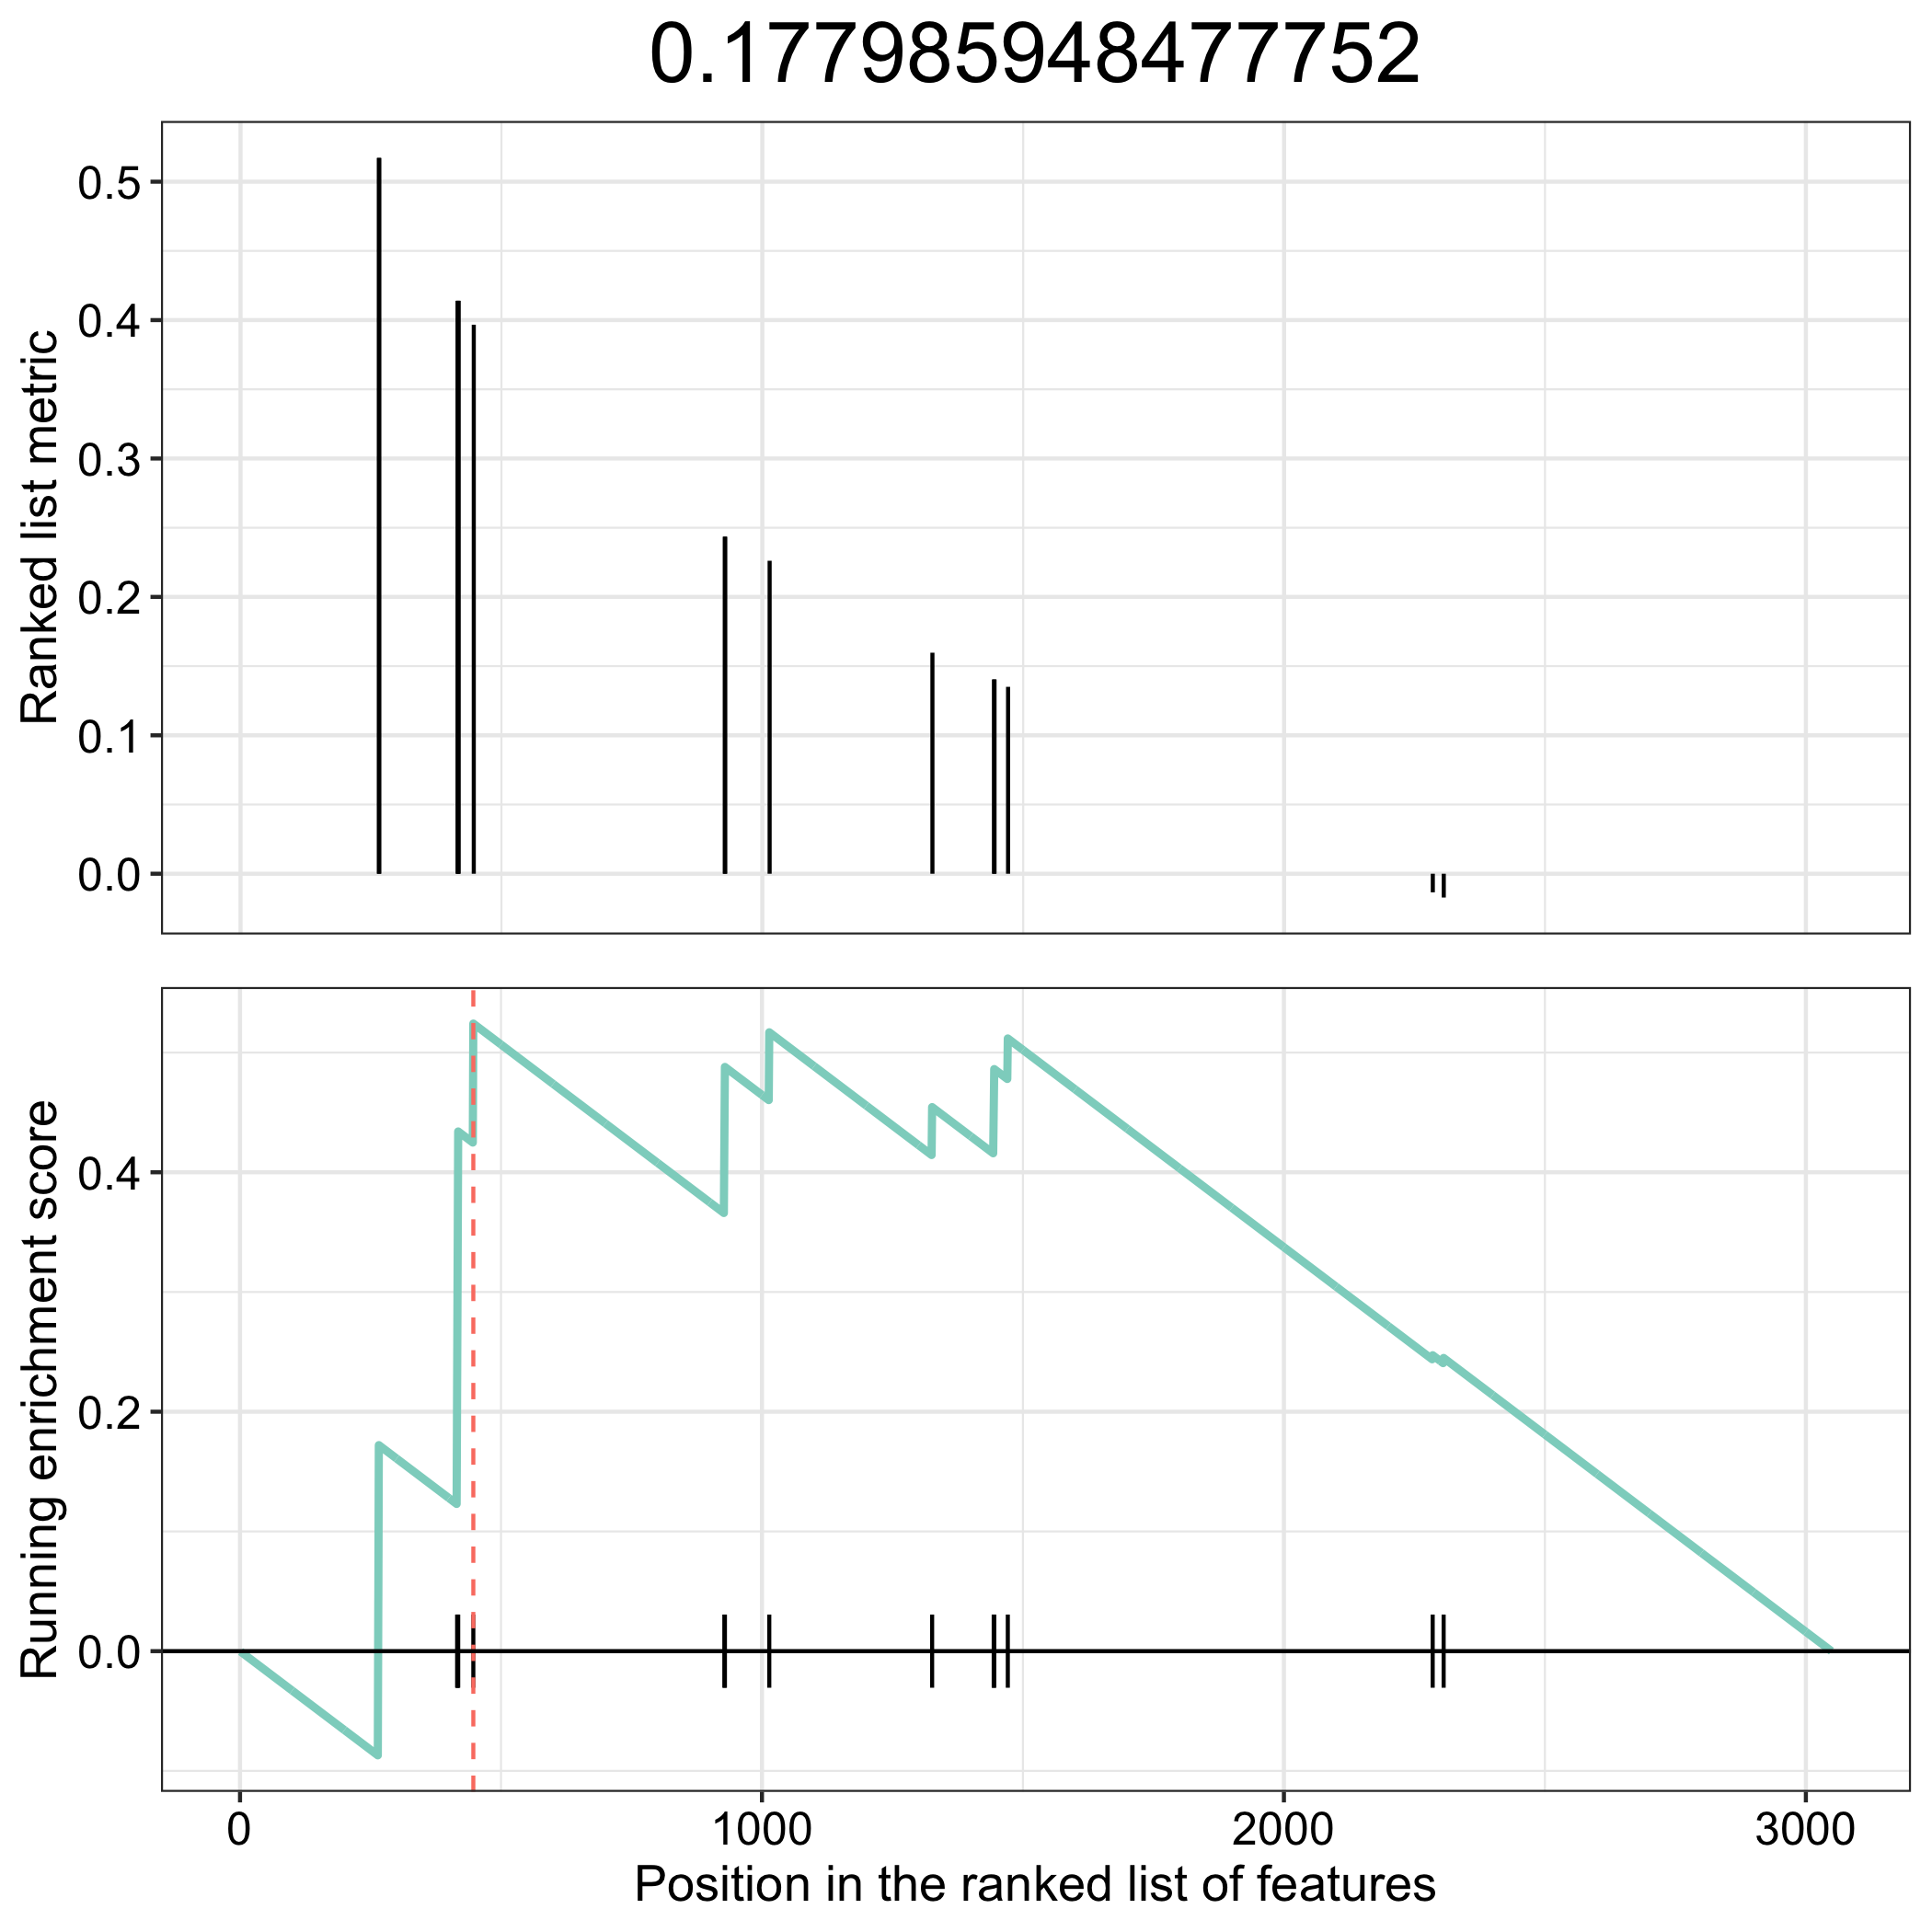 0.177985948477752
Ranked list metric
0.5
0.4
0.3
0.2
0.1
0.0
Running enrichment score
0.4
0.2
0.0
0 1000 2000 3000
Position in the ranked list of features